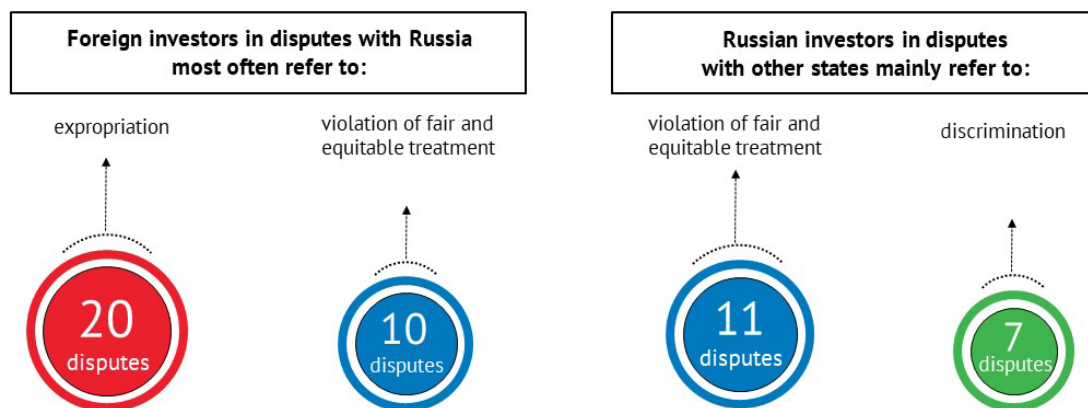 Foreign investors in disputes with Russia
most often refer to:
expropriation
violation of fair and
equitable treatment
20
disputes
10
disputes
Russian investors in disputes
with other states mainly refer to:
violation of fair and
equitable treatment
discrimination
11
disputes
7
disputes